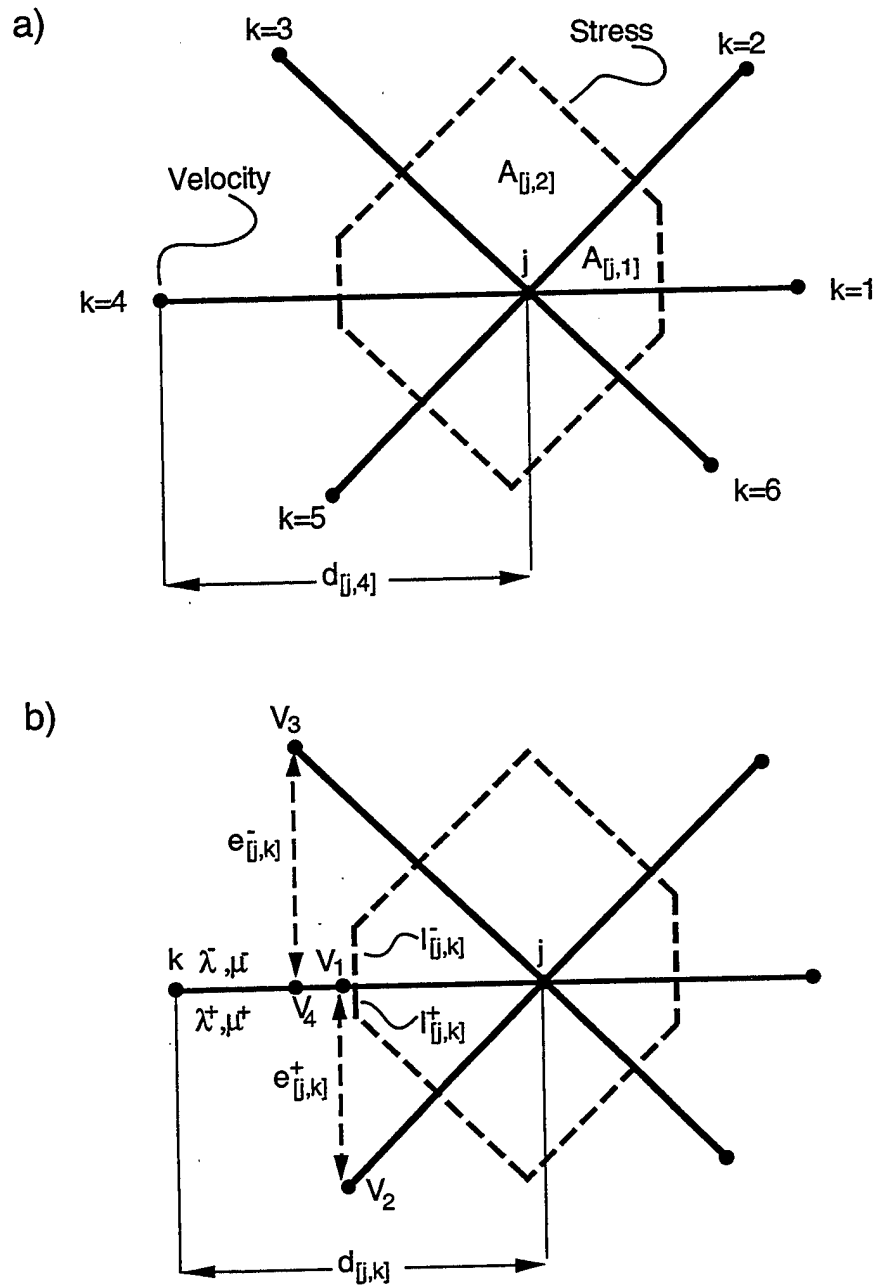 a)
k=3
Stress
k=2
Velocity
A[j,2]
j
A[j,1]
k=4
k=1
k=5
k=6
d[j,4]
b)
V3
e⁻[j,k]
l⁻[j,k]
j
k
λ⁻,μ⁻
V1
V4
λ⁺,μ⁺
l⁺[j,k]
e⁺[j,k]
V2
d[j,k]